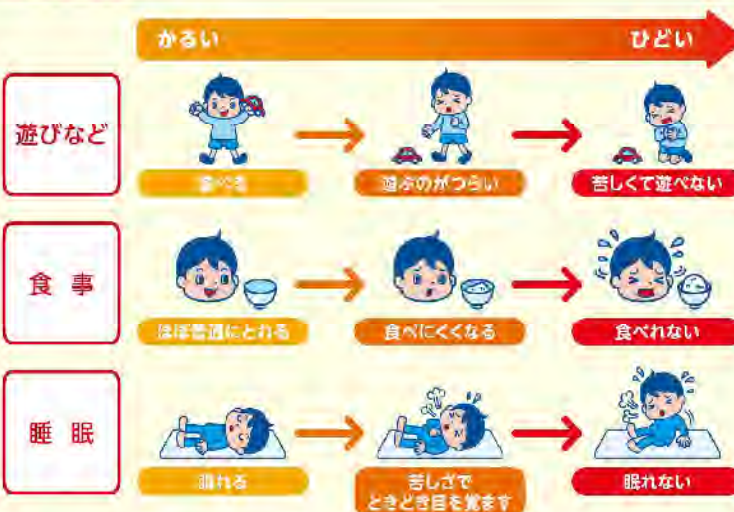 かるい
ひどい
遊びなど
遊べる
遊ぶのがつらい
苦しくて遊べない
食事
ほぼ普通にとれる
食べにくくなる
食べれない
睡眠
眠れる
苦しさで
ときどき目を覚ます
眠れない